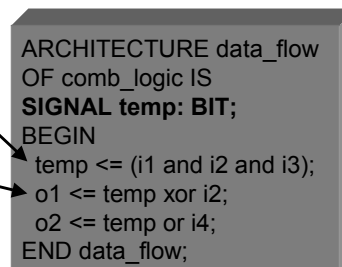 ARCHITECTURE data_flow
OF comb_logic IS
SIGNAL temp: BIT;
BEGIN
temp <= (i1 and i2 and i3);
o1 <= temp xor i2;
o2 <= temp or i4;
END data_flow;